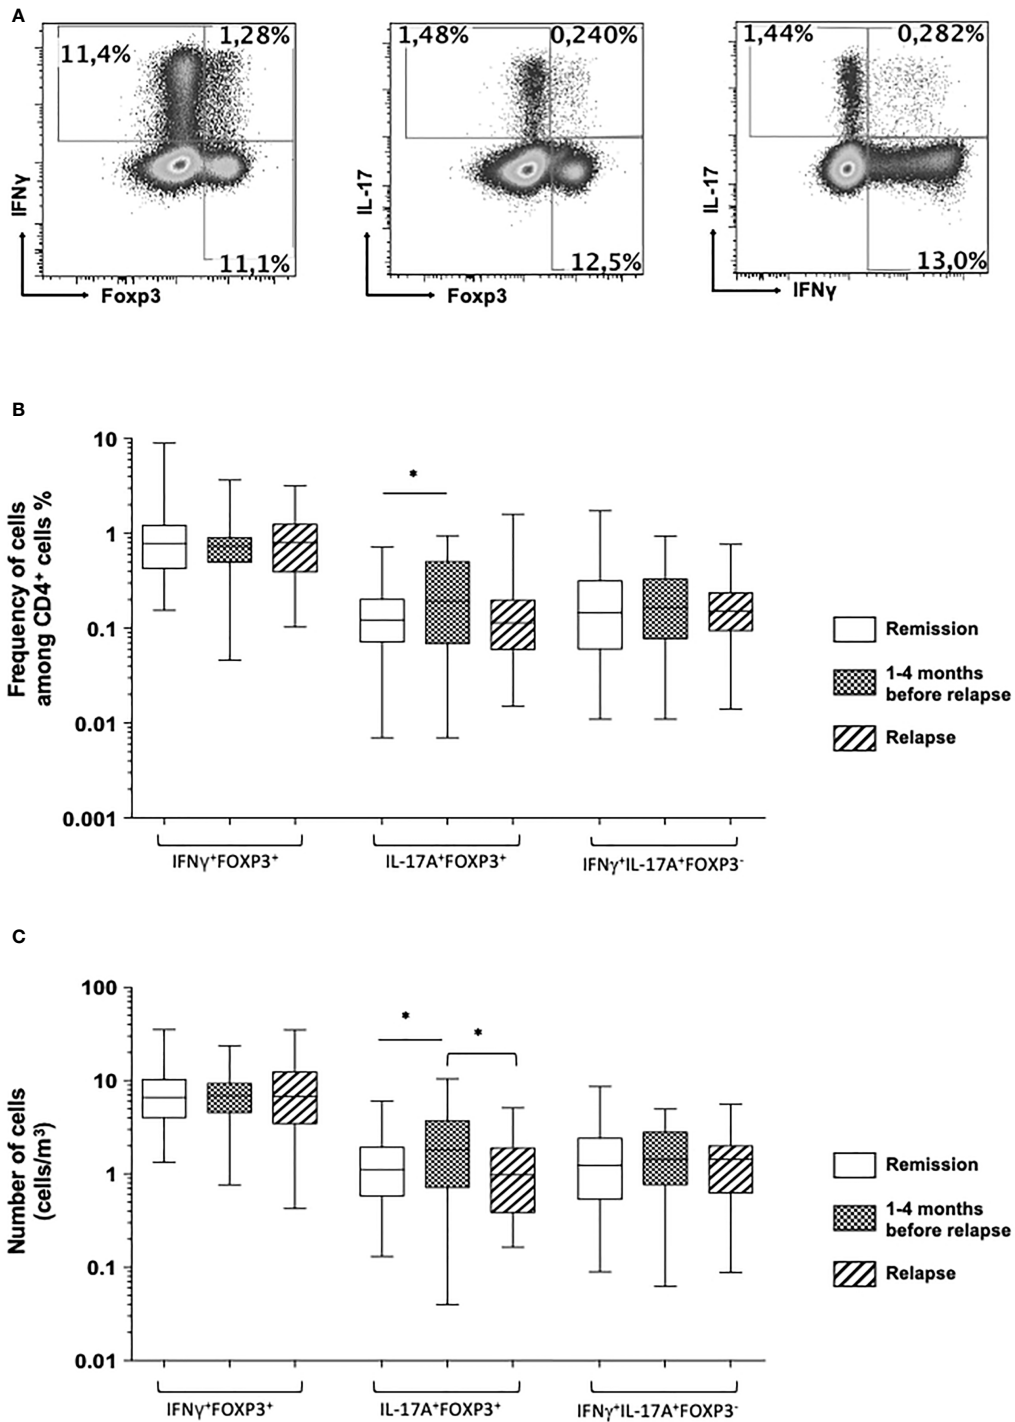 A
11,4%
1,28%
11,1%
IFNγ
Foxp3
1,48%
0,240%
12,5%
IL-17
Foxp3
1,44%
0,282%
13,0%
IL-17
IFNγ
B
Frequency of cells
among CD4⁺ cells %
10
1
0.1
0.01
0.001
*
IFNγ⁺FOXP3⁺
IL-17A⁺FOXP3⁺
IFNγ⁺IL-17A⁺FOXP3⁻
Remission
1-4 months
before relapse
Relapse
C
Number of cells
(cells/m³)
100
10
1
0.1
0.01
*
*
IFNγ⁺FOXP3⁺
IL-17A⁺FOXP3⁺
IFNγ⁺IL-17A⁺FOXP3⁻
Remission
1-4 months
before relapse
Relapse